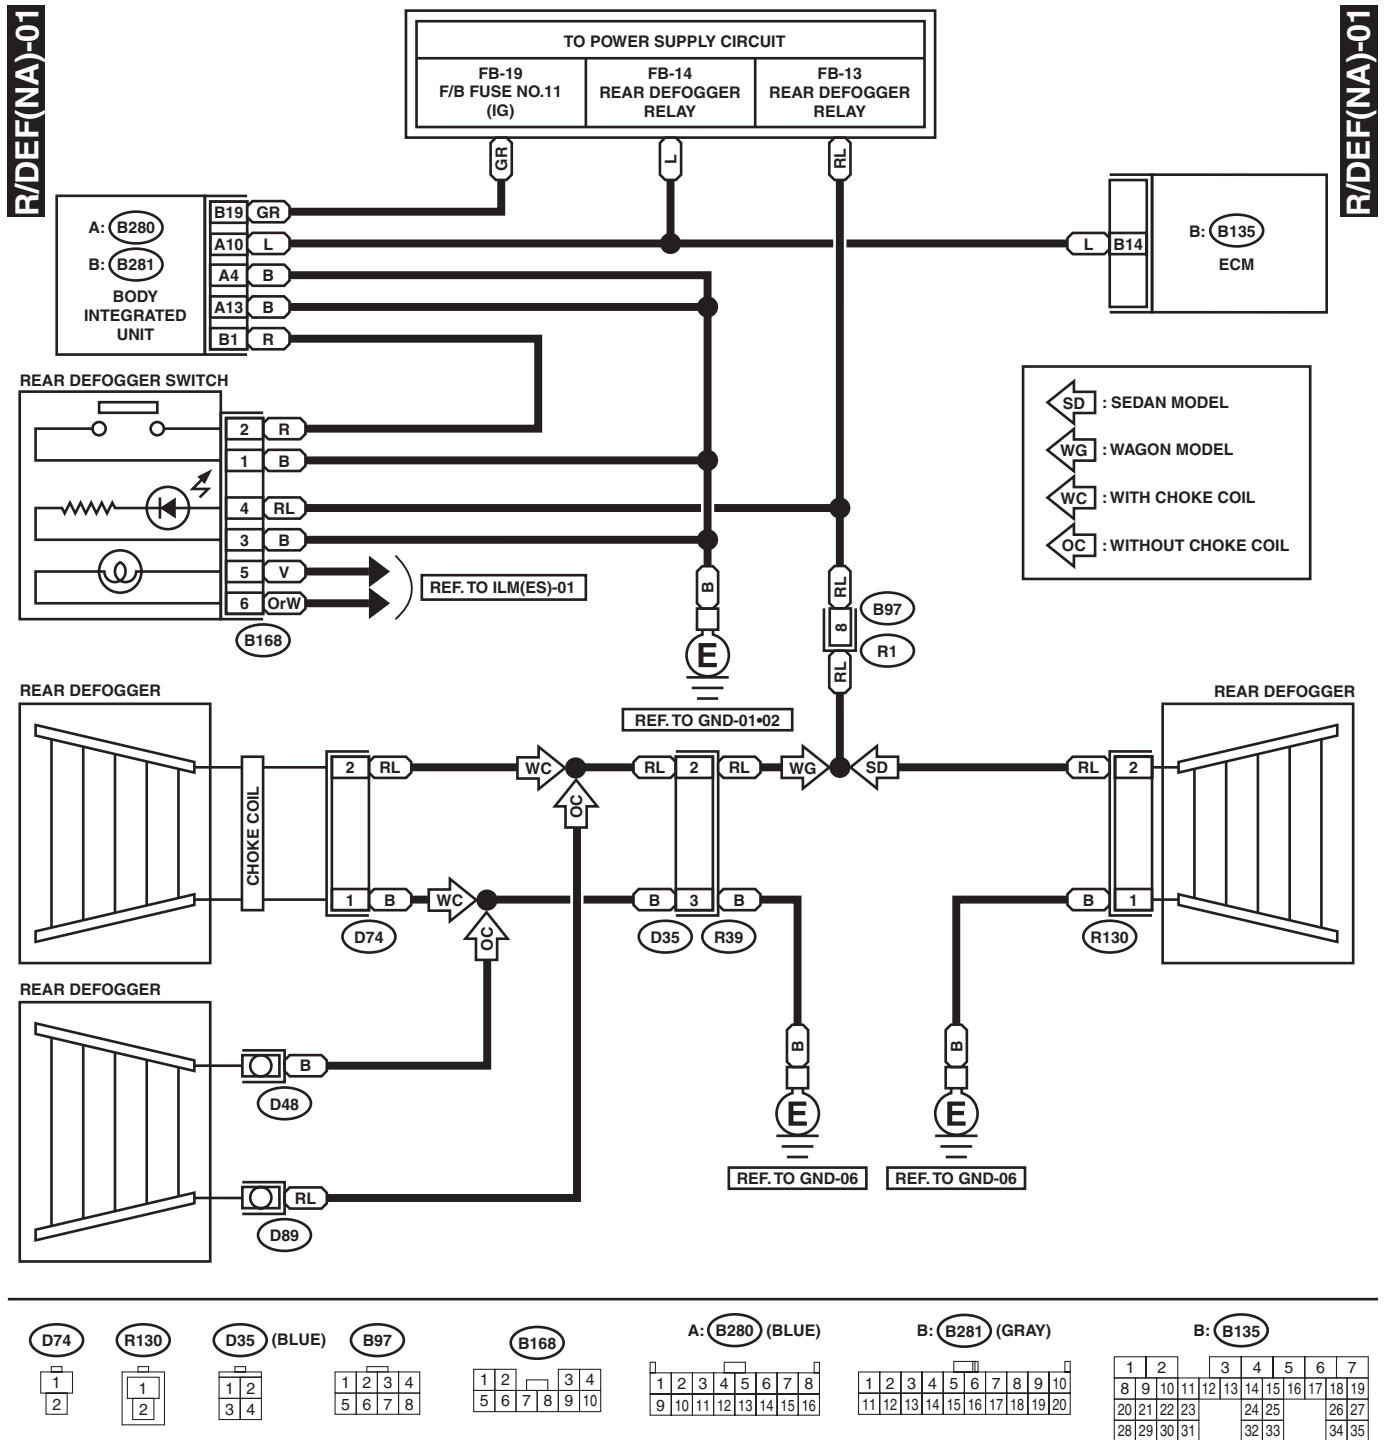 R/DEF(NA)-01
R/DEF(NA)-01
TO POWER SUPPLY CIRCUIT
FB-19
F/B FUSE NO.11
(IG)
FB-14
REAR DEFOGGER
RELAY
FB-13
REAR DEFOGGER
RELAY
GR
L
RL
A: B280
B: B281
BODY
INTEGRATED
UNIT
B19 GR
A10 L
A4 B
A13 B
B1 R
L B14
B: B135
ECM
REAR DEFOGGER SWITCH
2 R
1 B
4 RL
3 B
5 V
6 OrW
B168
REF. TO ILM(ES)-01
SD : SEDAN MODEL
WG : WAGON MODEL
WC : WITH CHOKE COIL
OC : WITHOUT CHOKE COIL
B
E
REF. TO GND-01•02
RL
8
RL
B97
R1
REAR DEFOGGER
CHOKE COIL
2 RL
WC
OC
RL 2 RL
WG
SD
RL 2
REAR DEFOGGER
1 B
WC
OC
B 3 B
B 1
D74
D35
R39
R130
REAR DEFOGGER
B
D48
RL
D89
B
E
REF. TO GND-06
B
E
REF. TO GND-06
D74
1
2
R130
1
2
D35 (BLUE)
1 2
3 4
B97
1 2 3 4
5 6 7 8
B168
1 2 3 4
5 6 7 8 9 10
A: B280 (BLUE)
1 2 3 4 5 6 7 8
9 10 11 12 13 14 15 16
B: B281 (GRAY)
1 2 3 4 5 6 7 8 9 10
11 12 13 14 15 16 17 18 19 20
B: B135
1 2 3 4 5 6 7
8 9 10 11 12 13 14 15 16 17 18 19
20 21 22 23 24 25 26 27
28 29 30 31 32 33 34 35